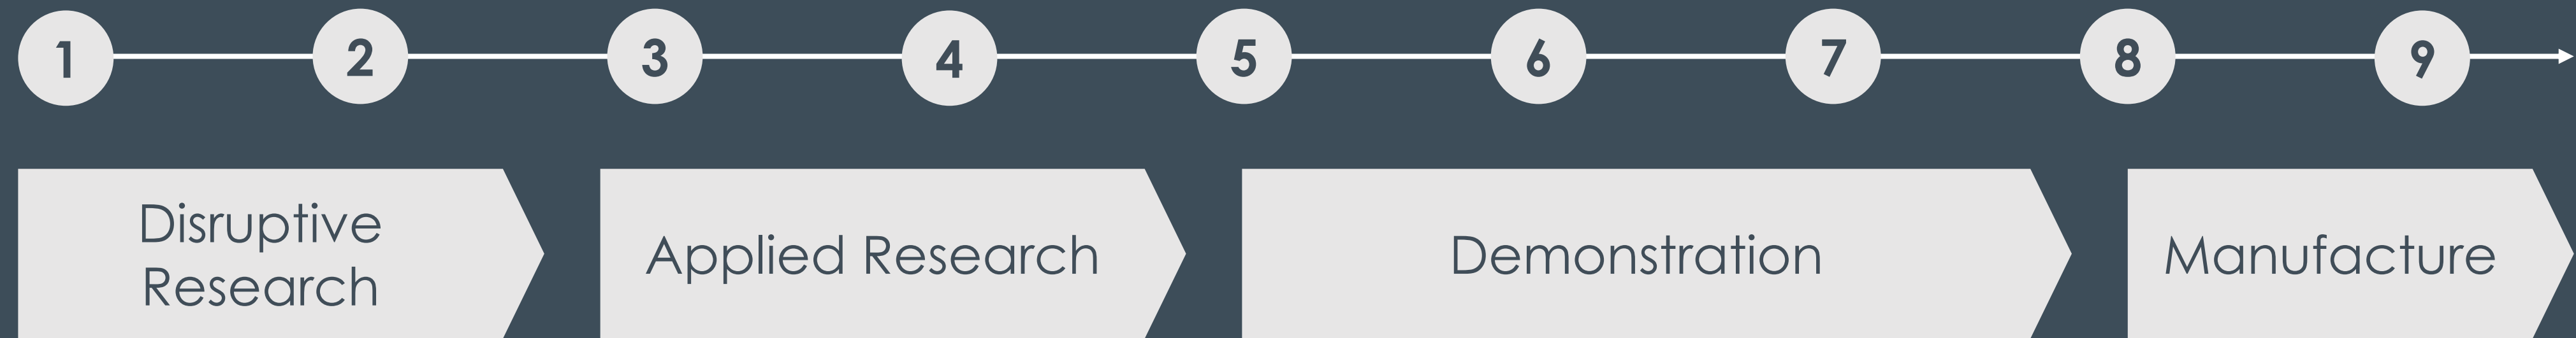 1 2 3 4 5 6 7 8 9
Disruptive
Research
Applied Research
Demonstration
Manufacture